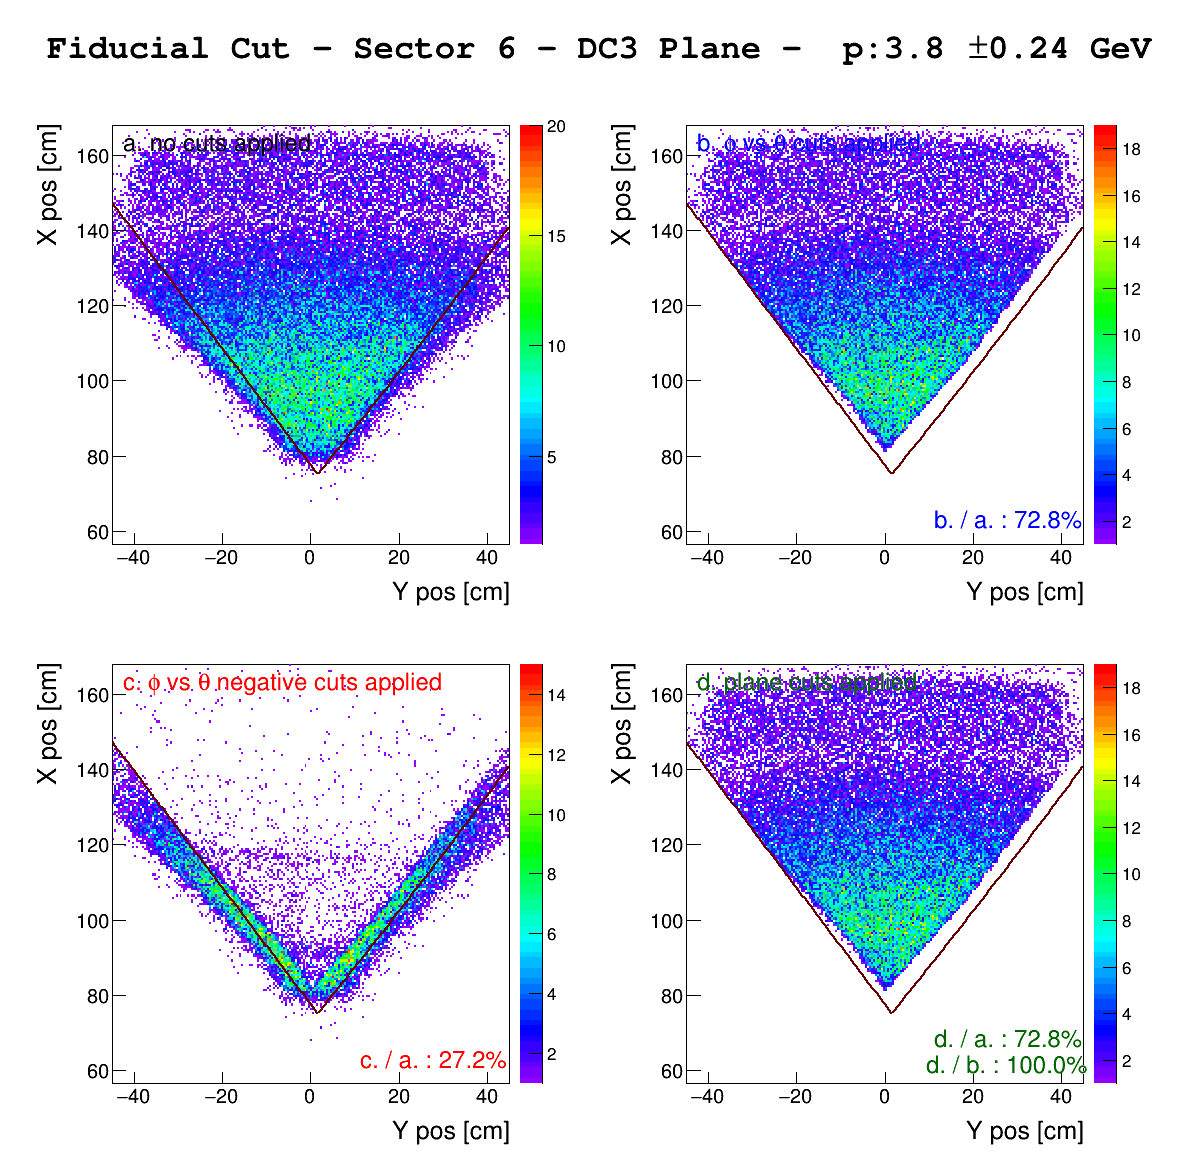 Fiducial Cut − Sector 6 − DC3 Plane − p:3.8 ±0.24 GeV
a. no cuts applied
X pos [cm]
160
140
120
100
80
60
−40 −20 0 20 40
Y pos [cm]
20
15
10
5
b. ϕ vs θ cuts applied
X pos [cm]
160
140
120
100
80
60
b. / a. : 72.8%
−40 −20 0 20 40
Y pos [cm]
18
16
14
12
10
8
6
4
2
c. ϕ vs θ negative cuts applied
X pos [cm]
160
140
120
100
80
60
c. / a. : 27.2%
−40 −20 0 20 40
Y pos [cm]
14
12
10
8
6
4
2
d. plane cuts applied
X pos [cm]
160
140
120
100
80
60
d. / a. : 72.8%
d. / b. : 100.0%
−40 −20 0 20 40
Y pos [cm]
18
16
14
12
10
8
6
4
2